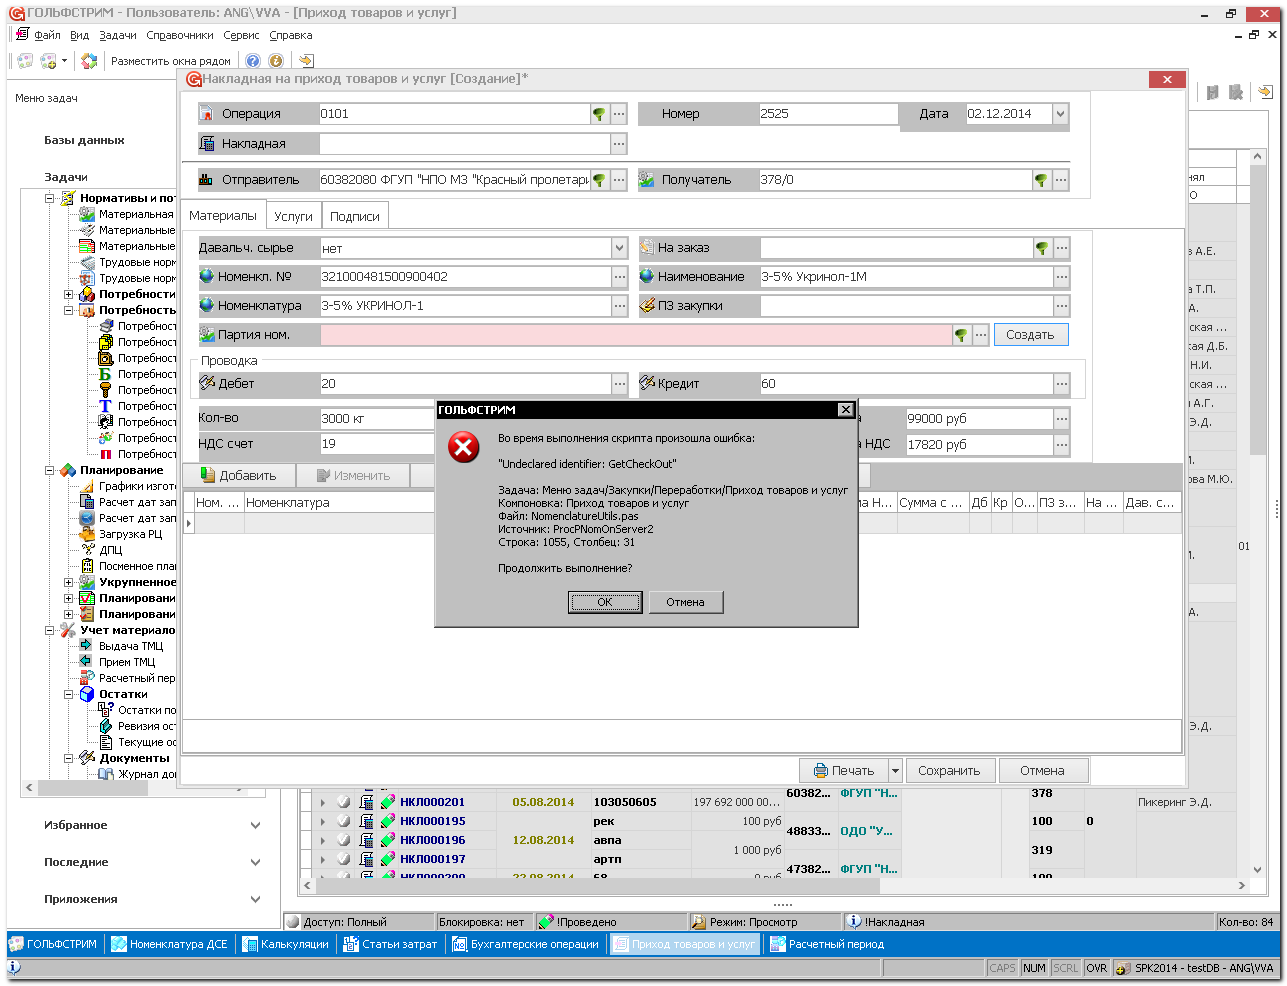 ГОЛЬФСТРИМ - Пользователь: ANG\VVA - [Приход товаров и услуг]
Файл Вид Задачи Справочники Сервис Справка
Разместить окна рядом
Накладная на приход товаров и услуг [Создание]*
Меню задач
Базы данных
Задачи
Нормативы и пот
Материальная
Материальные
Материальные
Трудовые норм
Трудовые норм
Потребности
Потребность
Потребност
Потребност
Потребност
Потребност
Потребност
Потребност
Потребност
Потребност
Потребност
Планирование
Графики изгото
Расчет дат зап
Расчет дат зап
Загрузка РЦ
ДПЦ
Посменное план
Укрупненное
Планировани
Планировани
Учет материало
Выдача ТМЦ
Прием ТМЦ
Расчетный пер
Остатки
Остатки по
Ревизия ост
Текущие ос
Документы
Журнал до
Избранное
Последние
Приложения
Операция 0101 Номер 2525 Дата 02.12.2014
Накладная
Отправитель 60382080 ФГУП "НПО МЗ "Красный пролетари Получатель 378/0
Материалы Услуги Подписи
Давальч. сырье нет На заказ
Номенкл. № 321000481500900402 Наименование 3-5% Укринол-1М
Номенклатура 3-5% УКРИНОЛ-1 ПЗ закупки
Партия ном. Создать
Проводка
Дебет 20 Кредит 60
Кол-во 3000 кг 99000 руб
НДС счет 19 НДС 17820 руб
Добавить Изменить
Ном. ... Номенклатура а Н... Сумма с ... Дб Кр О... ПЗ з... На ... Дав. с...
ГОЛЬФСТРИМ
Во время выполнения скрипта произошла ошибка:
"Undeclared identifier: GetCheckOut"
Задача: Меню задач/Закупки/Переработки/Приход товаров и услуг
Компоновка: Приход товаров и услуг
Файл: NomenclatureUtils.pas
Источник: ProcPNomOnServer2
Строка: 1055, Столбец: 31
Продолжить выполнение?
OK Отмена
Печать Сохранить Отмена
нял
О
А.Е.
Т.П.
А.
ская ...
ая Д.Б.
Н.И.
ская ...
А.Г.
Э.Д.
ова М.Ю.
01
А.
Э.Д.
60382... ФГУП "Н... 378
НКЛ000201 05.08.2014 103050605 197 692 000 00... Пикеринг Э.Д.
НКЛ000195 рек 100 руб 100 0
48833... ОДО "У...
НКЛ000196 12.08.2014 авпа
1 000 руб 319
НКЛ000197 артп
47382... ФГУП "Н...
Доступ: Полный Блокировка: нет !Проведено Режим: Просмотр !Накладная Кол-во: 84
ГОЛЬФСТРИМ Номенклатура ДСЕ Калькуляции Статьи затрат Бухгалтерские операции Приход товаров и услуг Расчетный период
CAPS NUM SCRL OVR SPK2014 - testDB - ANG\VVA